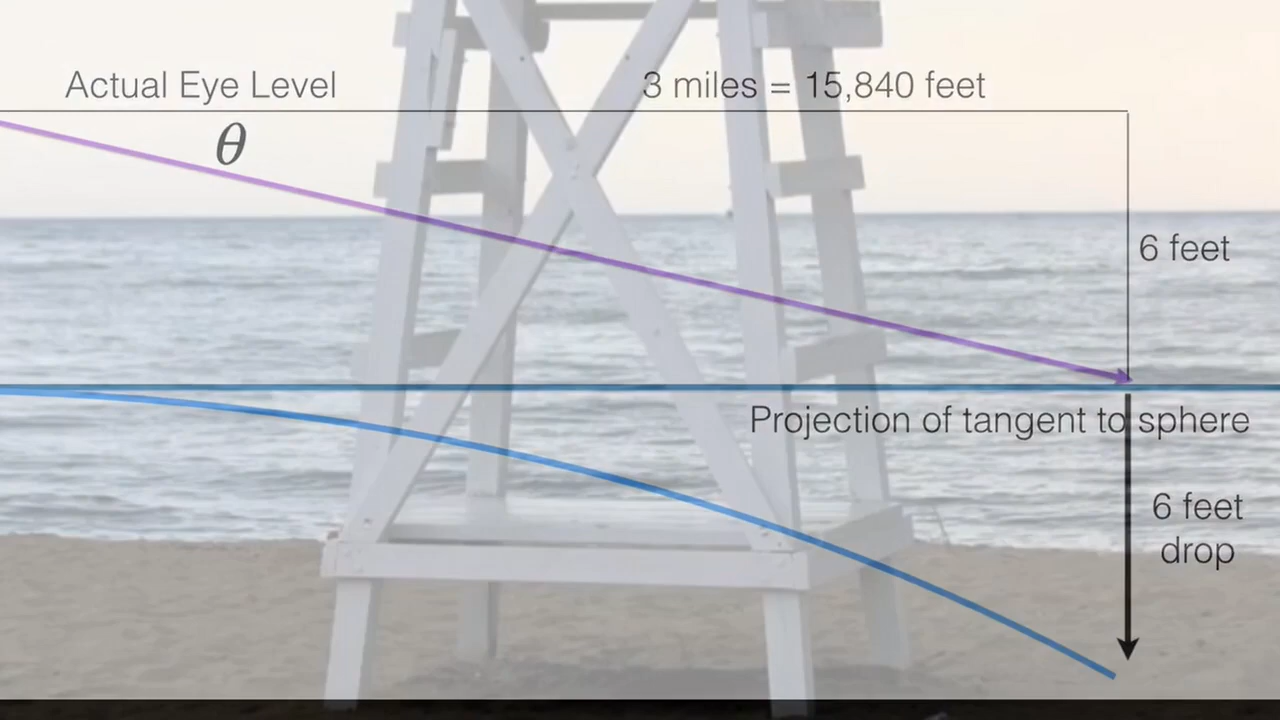 Actual Eye Level
3 miles = 15,840 feet
θ
6 feet
Projection of tangent to sphere
6 feet
drop